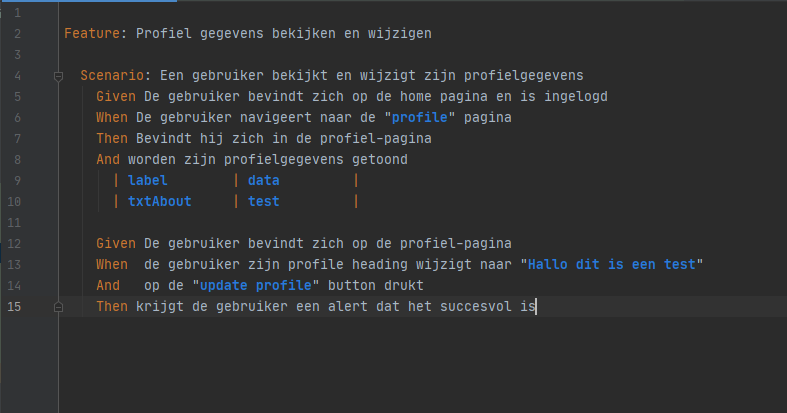 1
2 Feature: Profiel gegevens bekijken en wijzigen
3
4 Scenario: Een gebruiker bekijkt en wijzigt zijn profielgegevens
5 Given De gebruiker bevindt zich op de home pagina en is ingelogd
6 When De gebruiker navigeert naar de "profile" pagina
7 Then Bevindt hij zich in de profiel-pagina
8 And worden zijn profielgegevens getoond
9 | label | data |
10 | txtAbout | test |
11
12 Given De gebruiker bevindt zich op de profiel-pagina
13 When de gebruiker zijn profile heading wijzigt naar "Hallo dit is een test"
14 And op de "update profile" button drukt
15 Then krijgt de gebruiker een alert dat het succesvol is